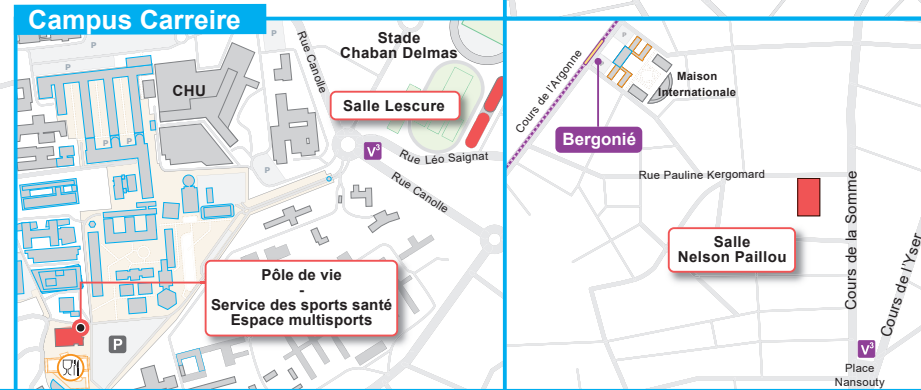 Campus Carreire
P
Rue Canolle
Stade
Chaban Delmas
CHU
Salle Lescure
P
P
V³
Rue Léo Saignat
Rue Canolle
Pôle de vie
-
Service des sports santé
Espace multisports
P
P
Cours de l'Argonne
Maison
Internationale
Bergonié
Rue Pauline Kergomard
Salle
Nelson Paillou
Cours de la Somme
Cours de l'Yser
V³
Place
Nansouty